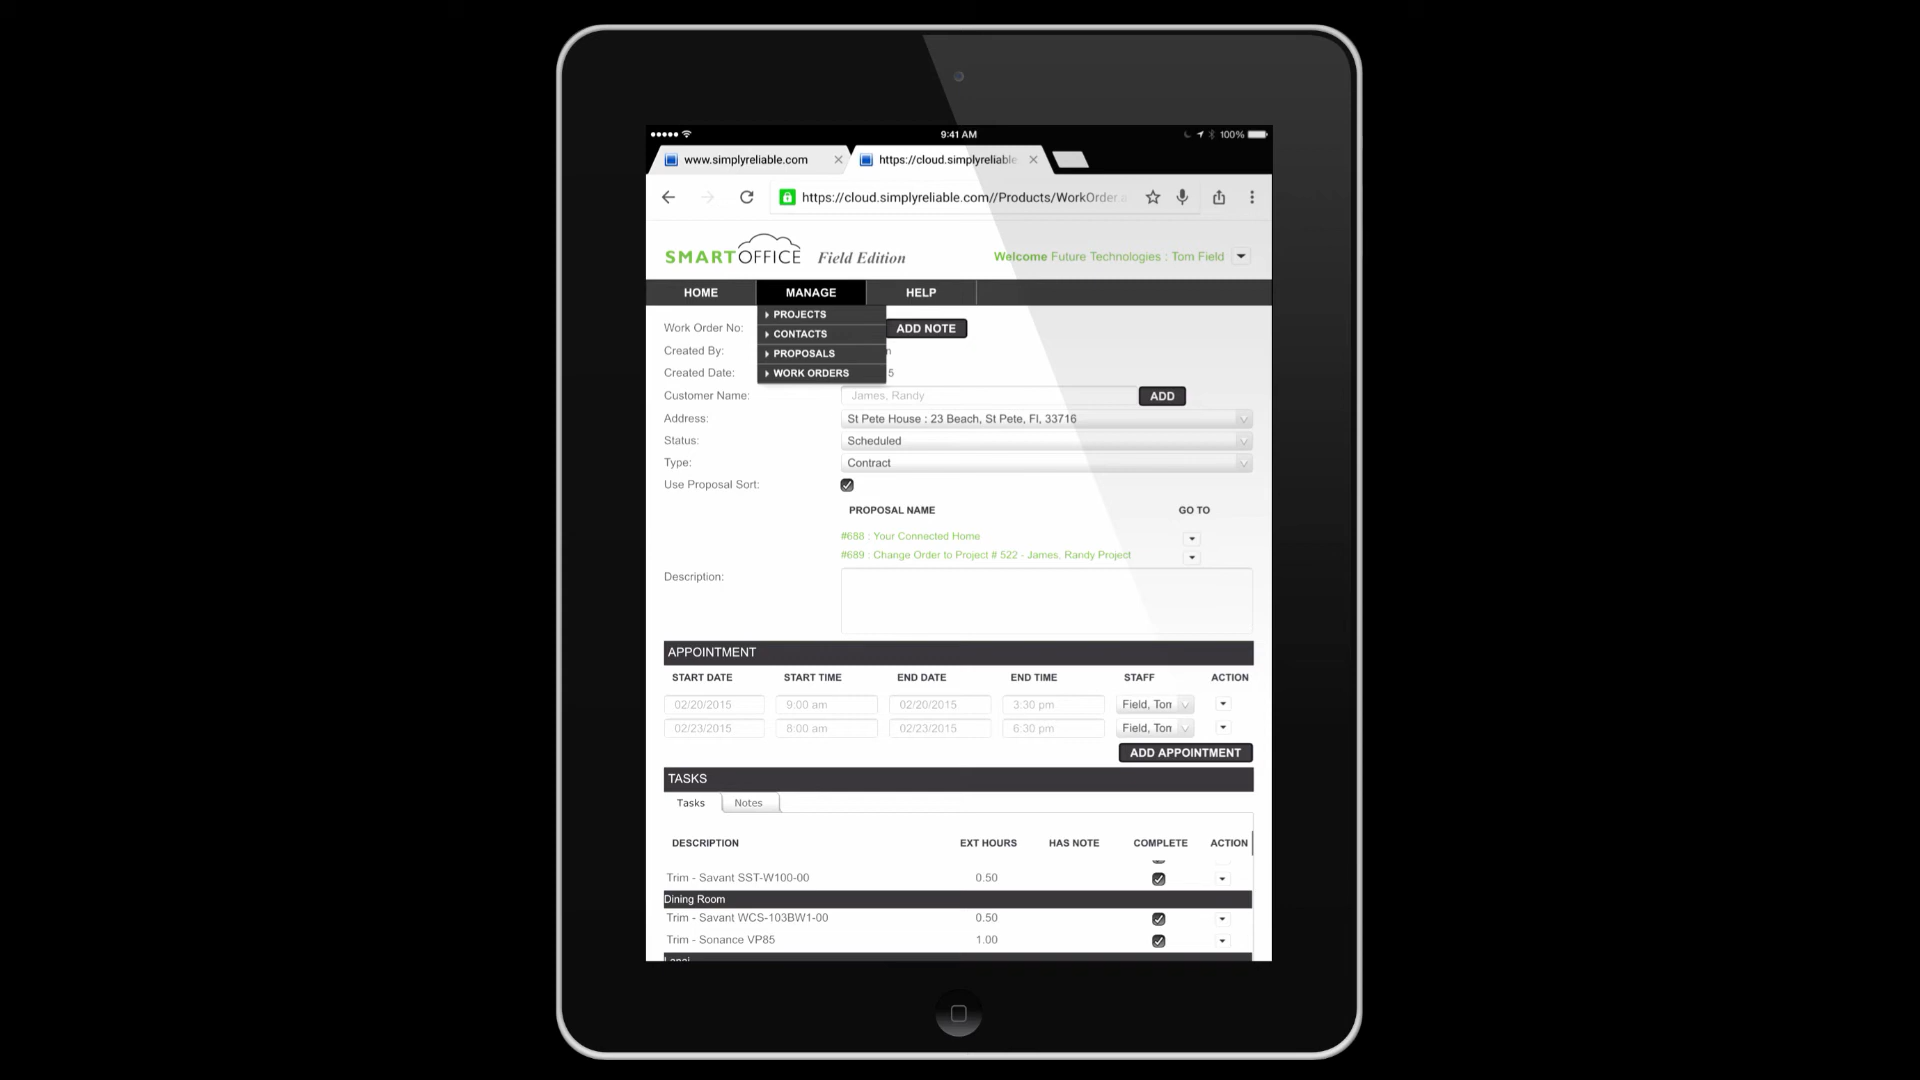 9:41 AM
100%
www.simplyreliable.com
https://cloud.simplyreliable
https://cloud.simplyreliable.com//Products/WorkOrder
SMARTOFFICE Field Edition
Welcome Future Technologies : Tom Field
HOME MANAGE HELP
PROJECTS
CONTACTS
PROPOSALS
WORK ORDERS
Work Order No: ADD NOTE
Created By: n
Created Date: 5
Customer Name: James, Randy ADD
Address: St Pete House : 23 Beach, St Pete, Fl, 33716
Status: Scheduled
Type: Contract
Use Proposal Sort:
PROPOSAL NAME GO TO
#688 : Your Connected Home
#689 : Change Order to Project # 522 - James, Randy Project
Description:
APPOINTMENT
START DATE START TIME END DATE END TIME STAFF ACTION
02/20/2015 9:00 am 02/20/2015 3:30 pm Field, Tom
02/23/2015 8:00 am 02/23/2015 6:30 pm Field, Tom
ADD APPOINTMENT
TASKS
Tasks Notes
DESCRIPTION EXT HOURS HAS NOTE COMPLETE ACTION
Trim - Savant SST-W100-00 0.50
Dining Room
Trim - Savant WCS-103BW1-00 0.50
Trim - Sonance VP85 1.00
Lanai